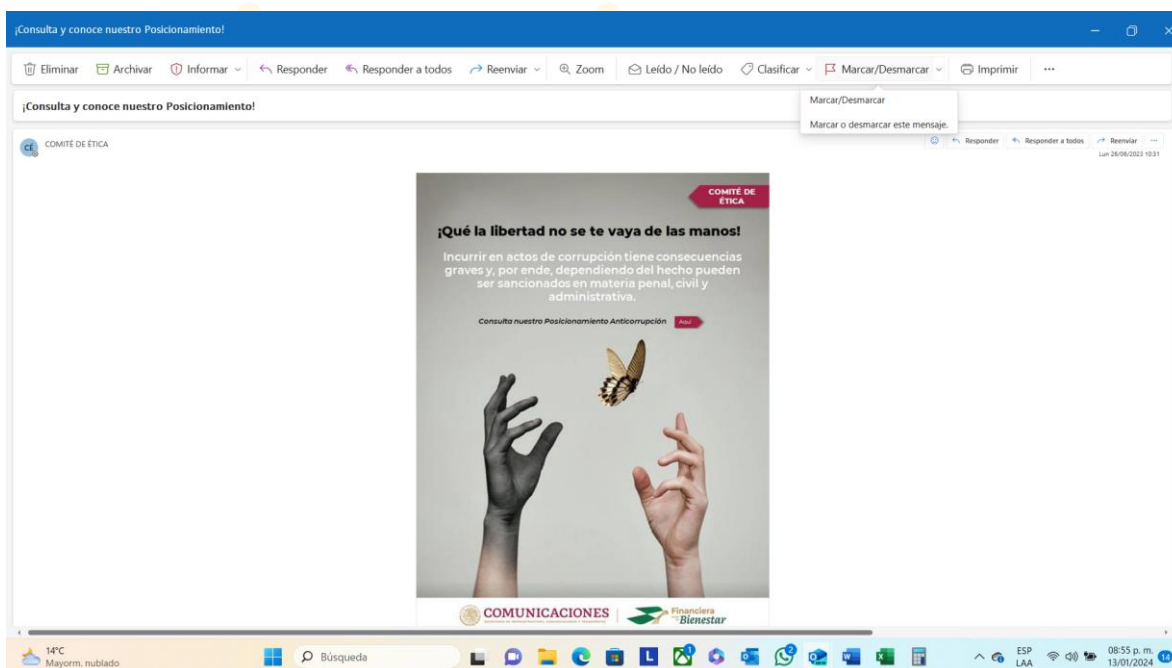 ¡Consulta y conoce nuestro Posicionamiento!
Eliminar Archivar Informar Responder Responder a todos Reenviar Zoom Leído / No leído Clasificar Marcar/Desmarcar Imprimir ...
¡Consulta y conoce nuestro Posicionamiento!
Marcar/Desmarcar
Marcar o desmarcar este mensaje.
CÉ COMITÉ DE ÉTICA
Responder Responder a todos Reenviar ...
Lun 26/06/2023 10:31
COMITÉ DE
ÉTICA
¡Qué la libertad no se te vaya de las manos!
Incurrir en actos de corrupción tiene consecuencias
graves y, por ende, dependiendo del hecho pueden
ser sancionados en materia penal, civil y
administrativa.
Consulta nuestro Posicionamiento Anticorrupción Aquí
COMUNICACIONES
Financiera
Bienestar
14°C
Mayorm. nublado
Búsqueda
ESP
LAA
08:55 p. m.
13/01/2024
14